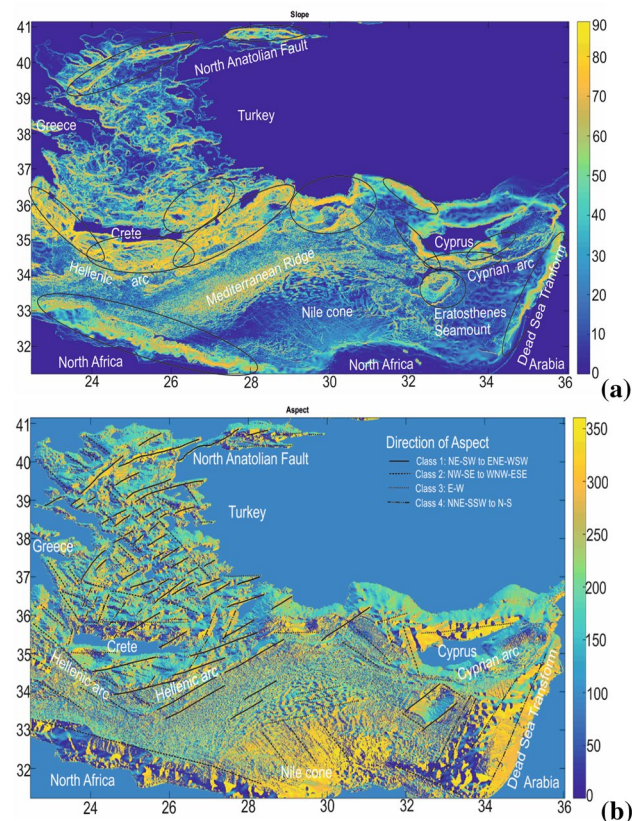 Slope
41
40
39
38
37
36
35
34
33
32
24
26
28
30
32
34
36
90
80
70
60
50
40
30
20
10
0
North Anatolian Fault
Turkey
Greece
Crete
Hellenic arc
Mediterranean Ridge
Nile cone
Cyprus
Cyprian arc
Eratosthenes
Seamount
Dead Sea Tranform
North Africa
North Africa
Arabia
(a)
Aspect
41
40
39
38
37
36
35
34
33
32
24
26
28
30
32
34
36
350
300
250
200
150
100
50
0
Direction of Aspect
Class 1: NE-SW to ENE-WSW
Class 2: NW-SE to WNW-ESE
Class 3: E-W
Class 4: NNE-SSW to N-S
North Anatolian Fault
Turkey
Greece
Crete
Hellenic arc
Hellenic arc
Cyprus
Cyprian arc
Dead Sea Transform
North Africa
Nile cone
Arabia
(b)